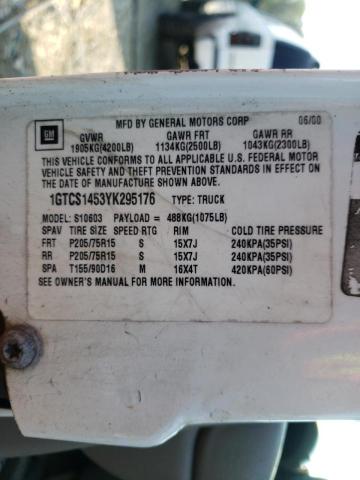 GM
MFD BY GENERAL MOTORS CORP 06/00
GVWR GAWR FRT GAWR RR
1905KG(4200LB) 1134KG(2500LB) 1043KG(2300LB)
THIS VEHICLE CONFORMS TO ALL APPLICABLE U.S. FEDERAL MOTOR
VEHICLE SAFETY AND THEFT PREVENTION STANDARDS IN EFFECT ON
THE DATE OF MANUFACTURE SHOWN ABOVE.
1GTCS1453YK295176 TYPE: TRUCK
MODEL: S10603 PAYLOAD = 488KG(1075LB)
SPAV TIRE SIZE SPEED RTG RIM COLD TIRE PRESSURE
FRT P205/75R15 S 15X7J 240KPA(35PSI)
RR P205/75R15 S 15X7J 240KPA(35PSI)
SPA T155/90D16 M 16X4T 420KPA(60PSI)
SEE OWNER'S MANUAL FOR MORE INFORMATION.